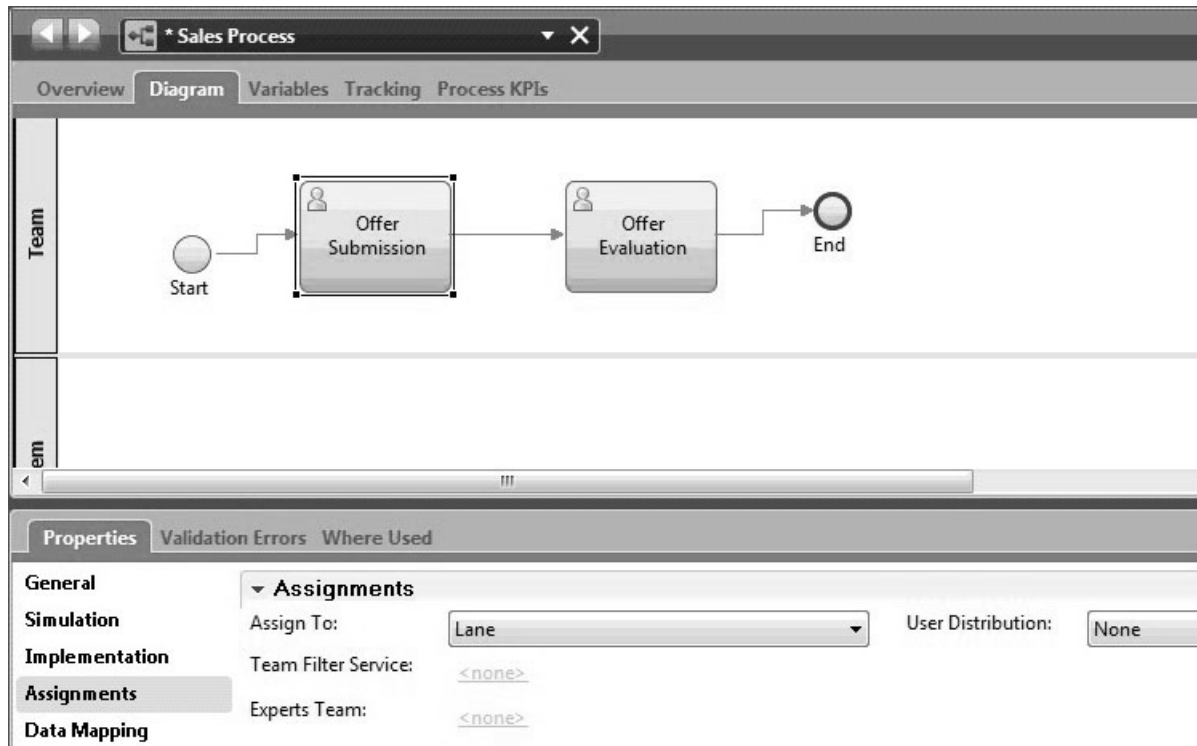 * Sales Process
Overview Diagram Variables Tracking Process KPIs
Team
Offer
Submission
Offer
Evaluation
Start
End
em
Properties Validation Errors Where Used
General
Simulation
Implementation
Assignments
Data Mapping
Assignments
Assign To: Lane User Distribution: None
Team Filter Service: <none>
Experts Team: <none>